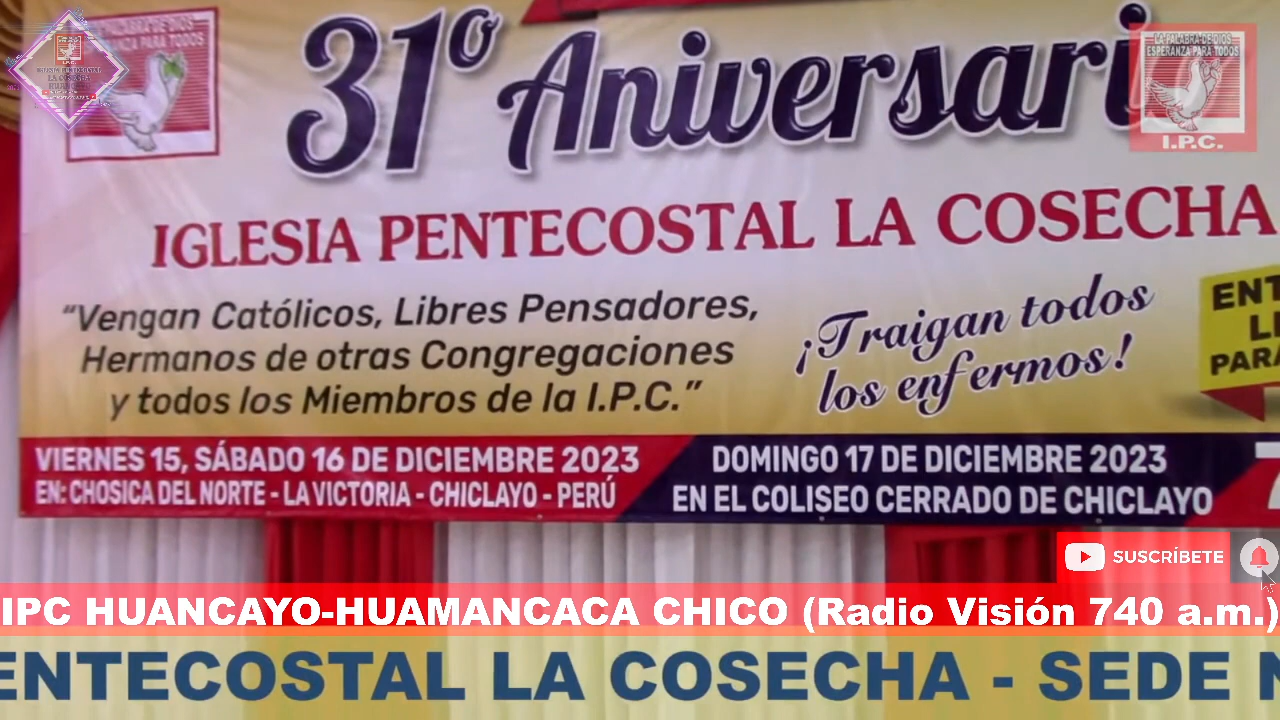 31º Aniversari
IGLESIA PENTECOSTAL LA COSECHA
“Vengan Católicos, Libres Pensadores,
Hermanos de otras Congregaciones
y todos los Miembros de la I.P.C.”
¡Traigan todos
los enfermos!
VIERNES 15, SÁBADO 16 DE DICIEMBRE 2023
EN: CHOSICA DEL NORTE - LA VICTORIA - CHICLAYO - PERÚ
DOMINGO 17 DE DICIEMBRE 2023
EN EL COLISEO CERRADO DE CHICLAYO
LA PALABRA DE DIOS
ESPERANZA PARA TODOS
I.P.C.
SUSCRÍBETE
IPC HUANCAYO-HUAMANCACA CHICO (Radio Visión 740 a.m.)
ENTECOSTAL LA COSECHA - SEDE